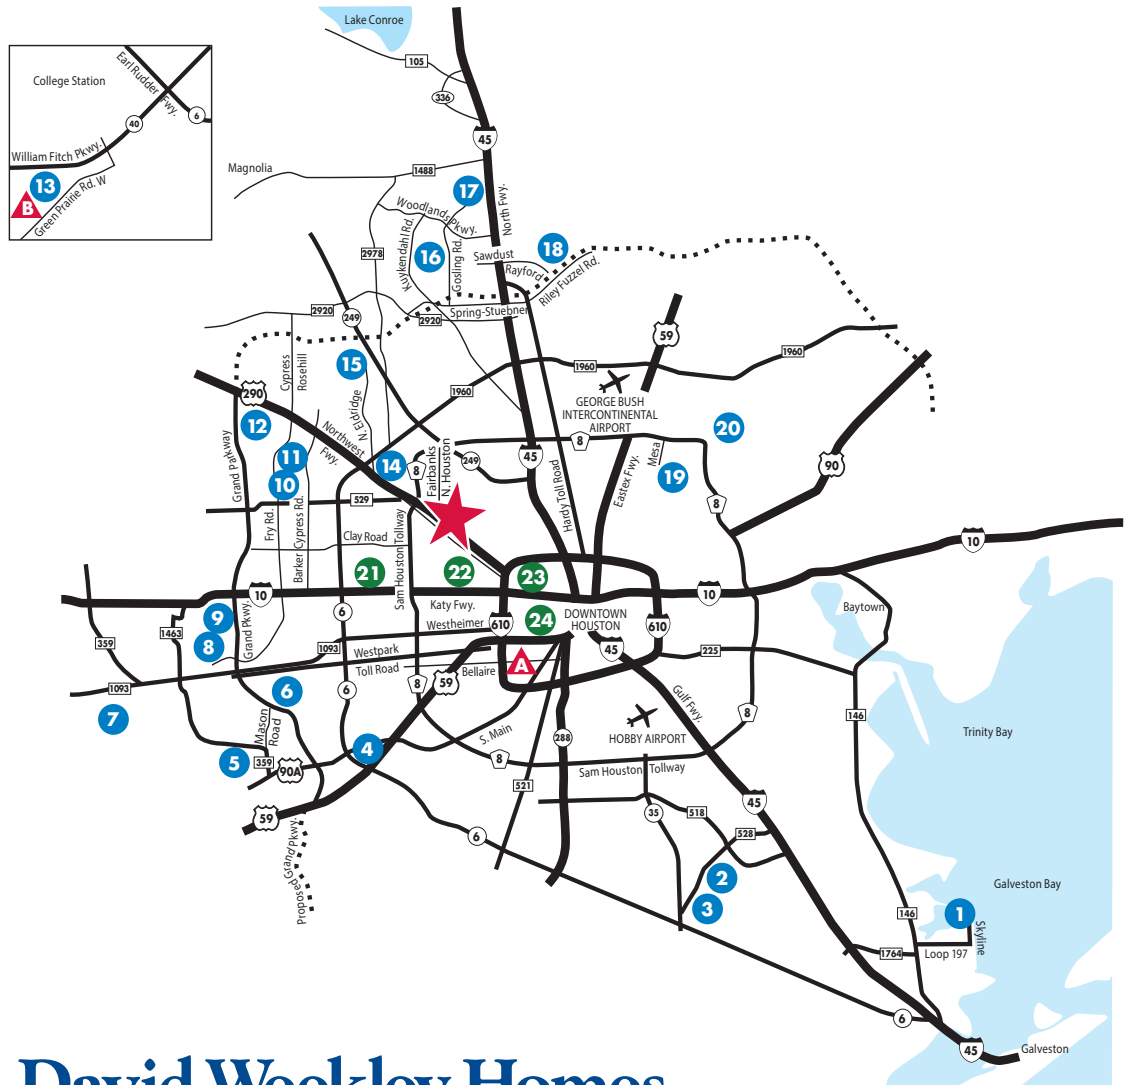 Lake Conroe
105
336
45
College Station
Earl Rudder Fwy.
6
40
William Fitch Pkwy.
13
B
Green Prairie Rd. W
Magnolia
1488
17
North Fwy.
Woodlands Pkwy.
Kuykendahl Rd.
16
Gosling Rd.
2978
Sawdust
18
Rayford
Riley Fuzzel Rd.
2920
249
2920
Spring-Stuebner
59
1960
1960
1960
15
Cypress
Rosehill
N. Eldridge
290
GEORGE BUSH
INTERCONTINENTAL
AIRPORT
12
Northwest
Fwy.
Grand Pakway
11
10
14
8
Fairbanks
N. Houston
249
45
8
Hardy Toll Road
Eastex Fwy.
Mesa
20
19
8
90
529
Fry Rd.
Barker Cypress Rd.
Clay Road
Sam Houston Tollway
10
21
22
23
24
10
10
Katy Fwy.
Westheimer
610
DOWNTOWN
HOUSTON
610
45
Baytown
9
8
Grand Pkwy.
1463
359
6
1093
Westpark
Toll Road
Bellaire
A
225
1093
7
6
6
8
59
Gulf Fwy.
8
146
Mason
Road
5
359
90A
4
S. Main
8
288
HOBBY AIRPORT
Sam Houston Tollway
Trinity Bay
521
59
45
35
518
528
6
Proposed Grand Pkwy.
2
3
Galveston Bay
146
1
Skyline
1764
Loop 197
6
45
Galveston
David Weekley Homes